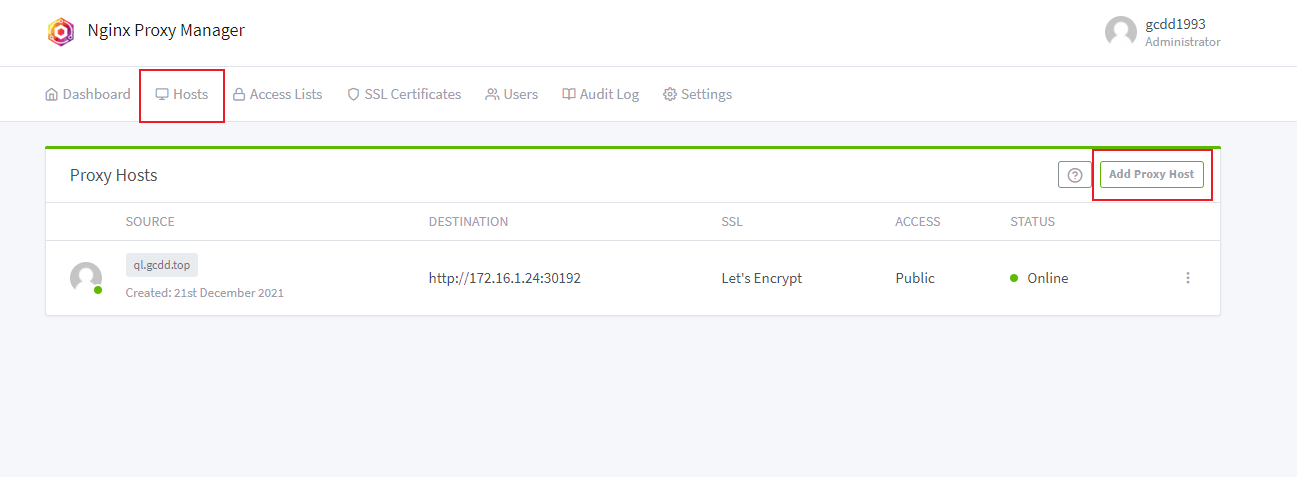 Nginx Proxy Manager
gcdd1993
Administrator
Dashboard Hosts Access Lists SSL Certificates Users Audit Log Settings
Proxy Hosts
Add Proxy Host
SOURCE DESTINATION SSL ACCESS STATUS
ql.gcdd.top
http://172.16.1.24:30192 Let's Encrypt Public Online
Created: 21st December 2021